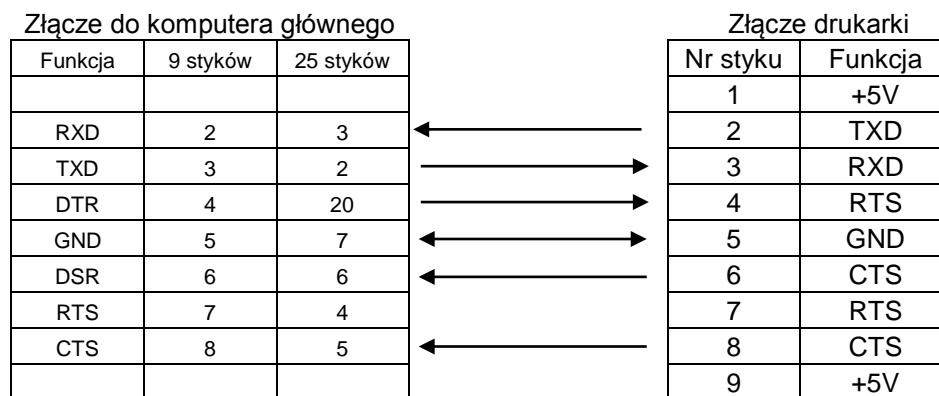 Złącze do komputera głównego Złącze drukarki
Funkcja 9 styków 25 styków Nr styku Funkcja
1 +5V
RXD 2 3 2 TXD
TXD 3 2 3 RXD
DTR 4 20 4 RTS
GND 5 7 5 GND
DSR 6 6 6 CTS
RTS 7 4 7 RTS
CTS 8 5 8 CTS
9 +5V